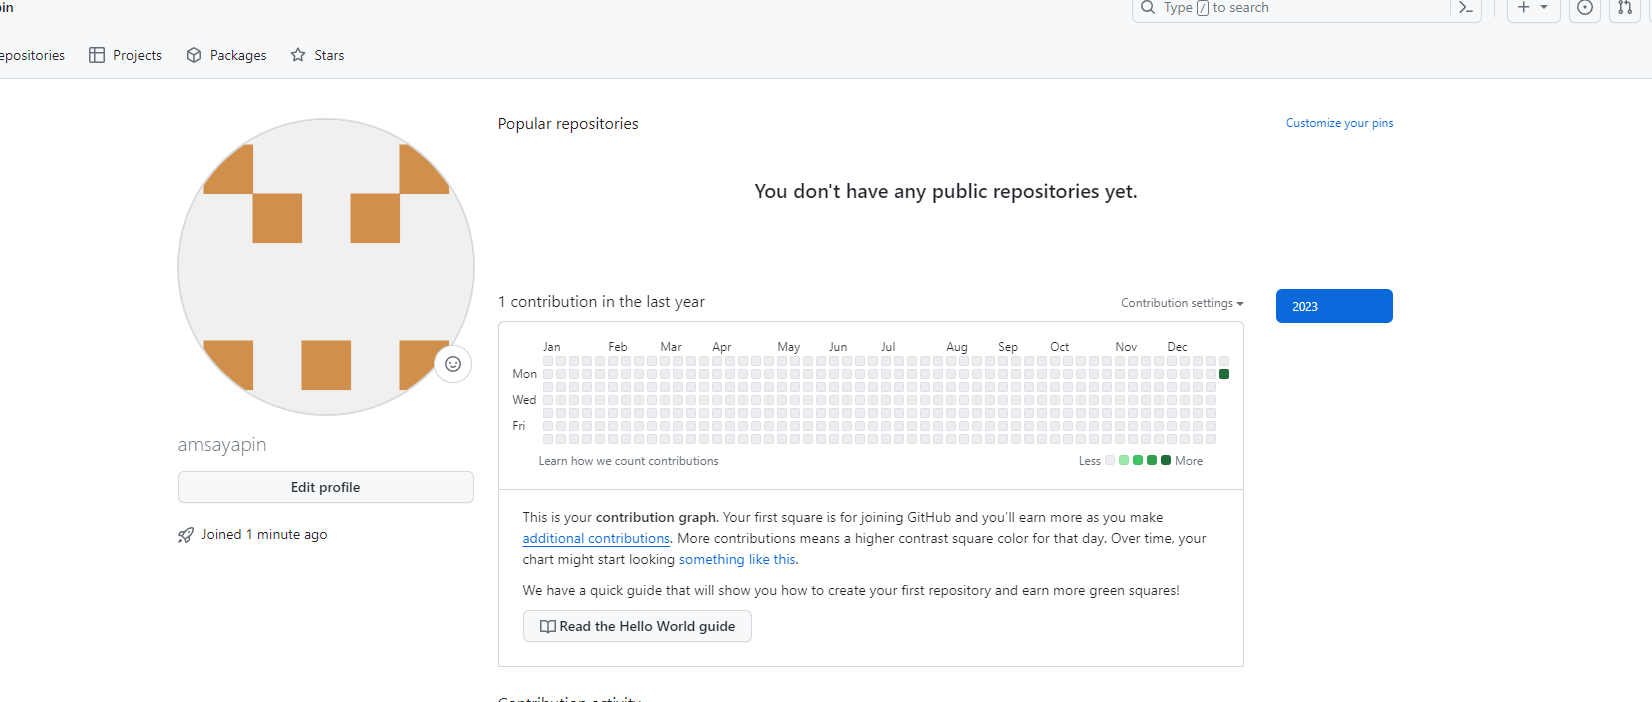 Type / to search
Projects
Packages
Stars
Popular repositories
Customize your pins
You don't have any public repositories yet.
1 contribution in the last year
Contribution settings
2023
Jan Feb Mar Apr May Jun Jul Aug Sep Oct Nov Dec
Mon
Wed
Fri
Learn how we count contributions
Less More
amsayapin
Edit profile
Joined 1 minute ago
This is your contribution graph. Your first square is for joining GitHub and you'll earn more as you make
additional contributions. More contributions means a higher contrast square color for that day. Over time, your
chart might start looking something like this.
We have a quick guide that will show you how to create your first repository and earn more green squares!
Read the Hello World guide
Contribution activity